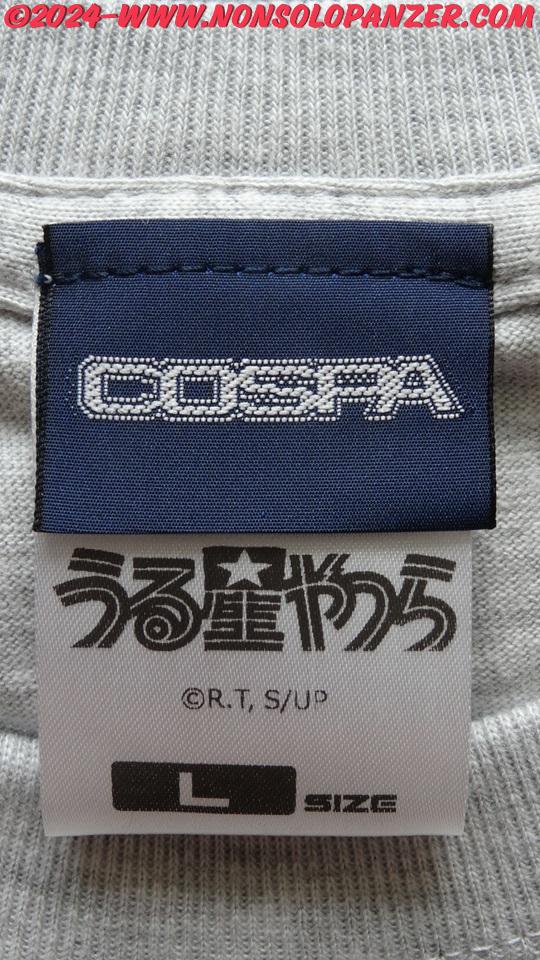 ©2024-WWW.NONSOLOPANZER.COM
COSPA
うる星やつら
©R.T, S/UP
L SIZE